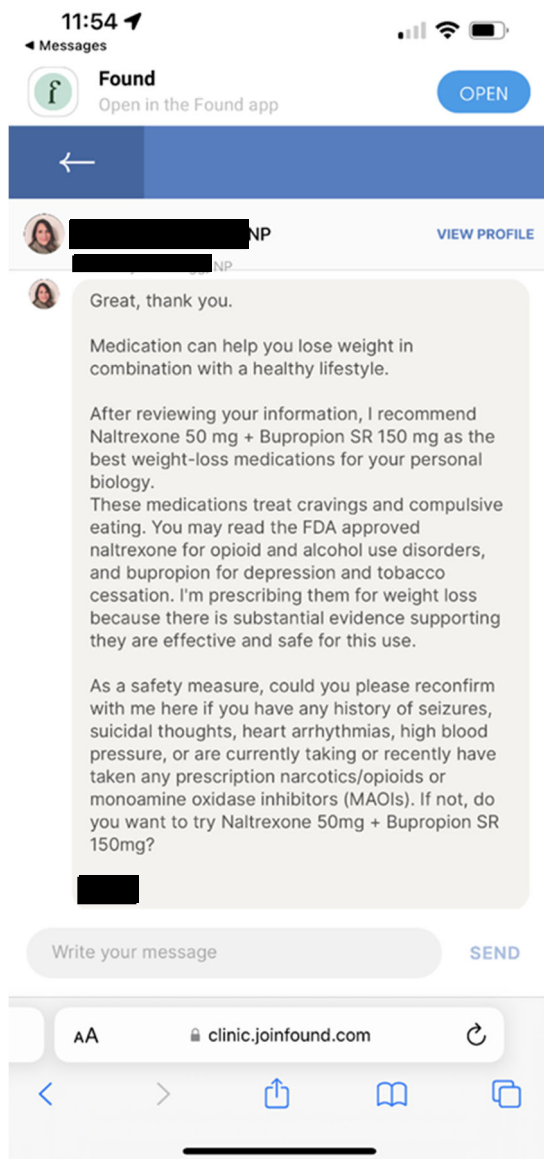 11:54
Messages
Found
Open in the Found app
OPEN
NP
VIEW PROFILE
NP
Great, thank you.
Medication can help you lose weight in
combination with a healthy lifestyle.
After reviewing your information, I recommend
Naltrexone 50 mg + Bupropion SR 150 mg as the
best weight-loss medications for your personal
biology.
These medications treat cravings and compulsive
eating. You may read the FDA approved
naltrexone for opioid and alcohol use disorders,
and bupropion for depression and tobacco
cessation. I'm prescribing them for weight loss
because there is substantial evidence supporting
they are effective and safe for this use.
As a safety measure, could you please reconfirm
with me here if you have any history of seizures,
suicidal thoughts, heart arrhythmias, high blood
pressure, or are currently taking or recently have
taken any prescription narcotics/opioids or
monoamine oxidase inhibitors (MAOIs). If not, do
you want to try Naltrexone 50mg + Bupropion SR
150mg?
Write your message
SEND
AA
clinic.joinfound.com